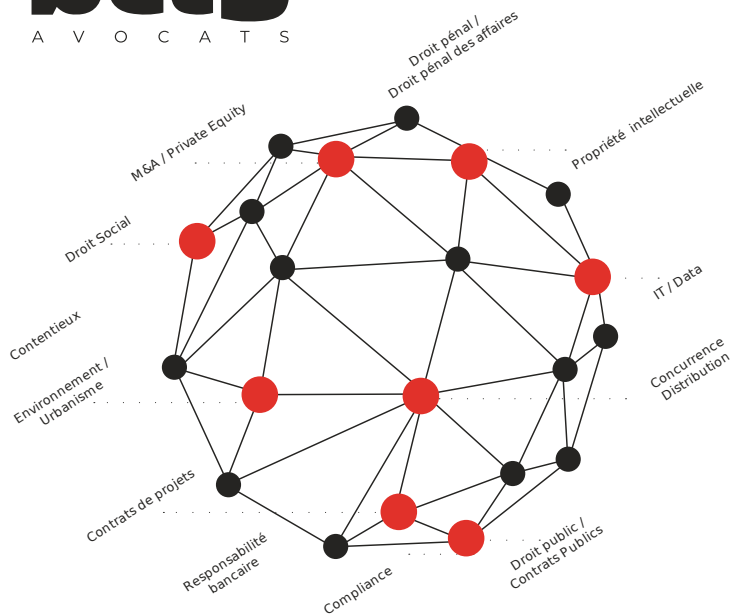 AVOCATS
Droit pénal /
Droit pénal des affaires
Propriété intellectuelle
M&A / Private Equity
Droit Social
IT / Data
Contentieux
Concurrence
Distribution
Environnement /
Urbanisme
Contrats de projets
Responsabilité
bancaire
Droit public /
Contrats Publics
Compliance